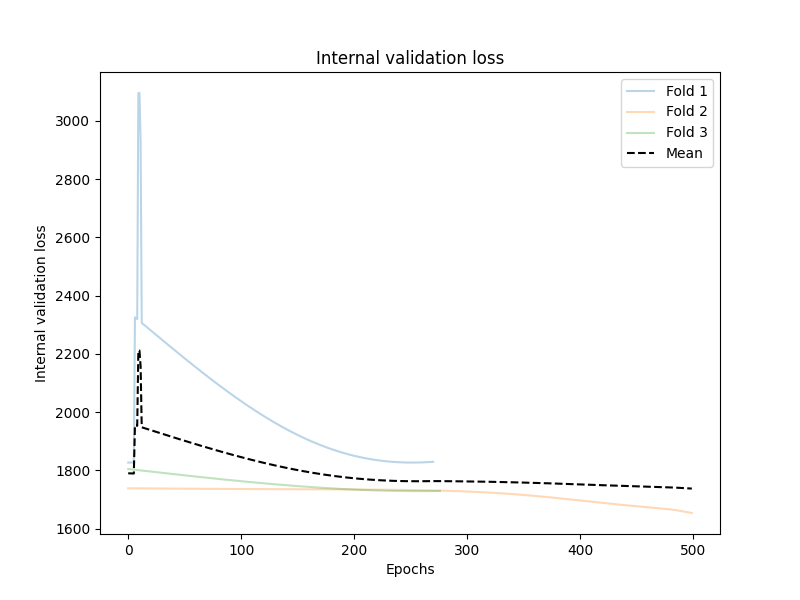 Internal validation loss
Fold 1
Fold 2
Fold 3
Mean
Internal validation loss
3000
2800
2600
2400
2200
2000
1800
1600
0 100 200 300 400 500
Epochs